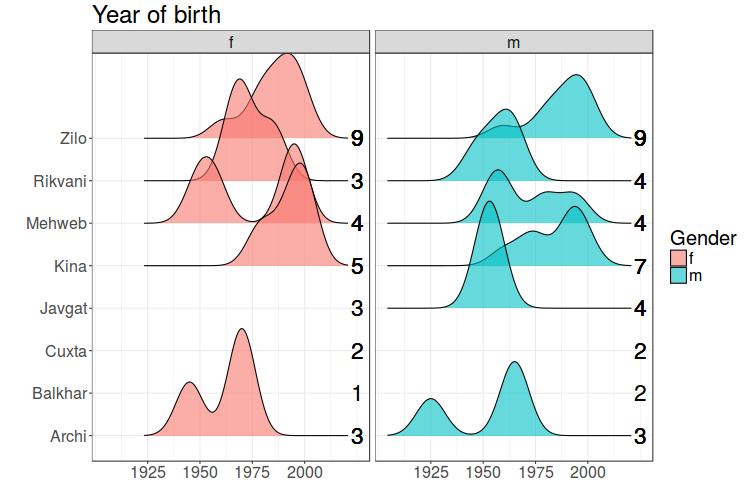 Year of birth
f m
Zilo 9 9
Rikvani 3 4
Mehweb 4 4
Kina 5 7
Javgat 3 4
Cuxta 2 2
Balkhar 1 2
Archi 3 3
1925 1950 1975 2000 1925 1950 1975 2000
Gender
f
m